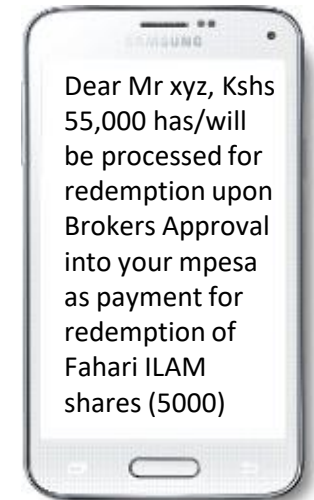 SAMSUNG
Dear Mr xyz, Kshs
55,000 has/will
be processed for
redemption upon
Brokers Approval
into your mpesa
as payment for
redemption of
Fahari ILAM
shares (5000)